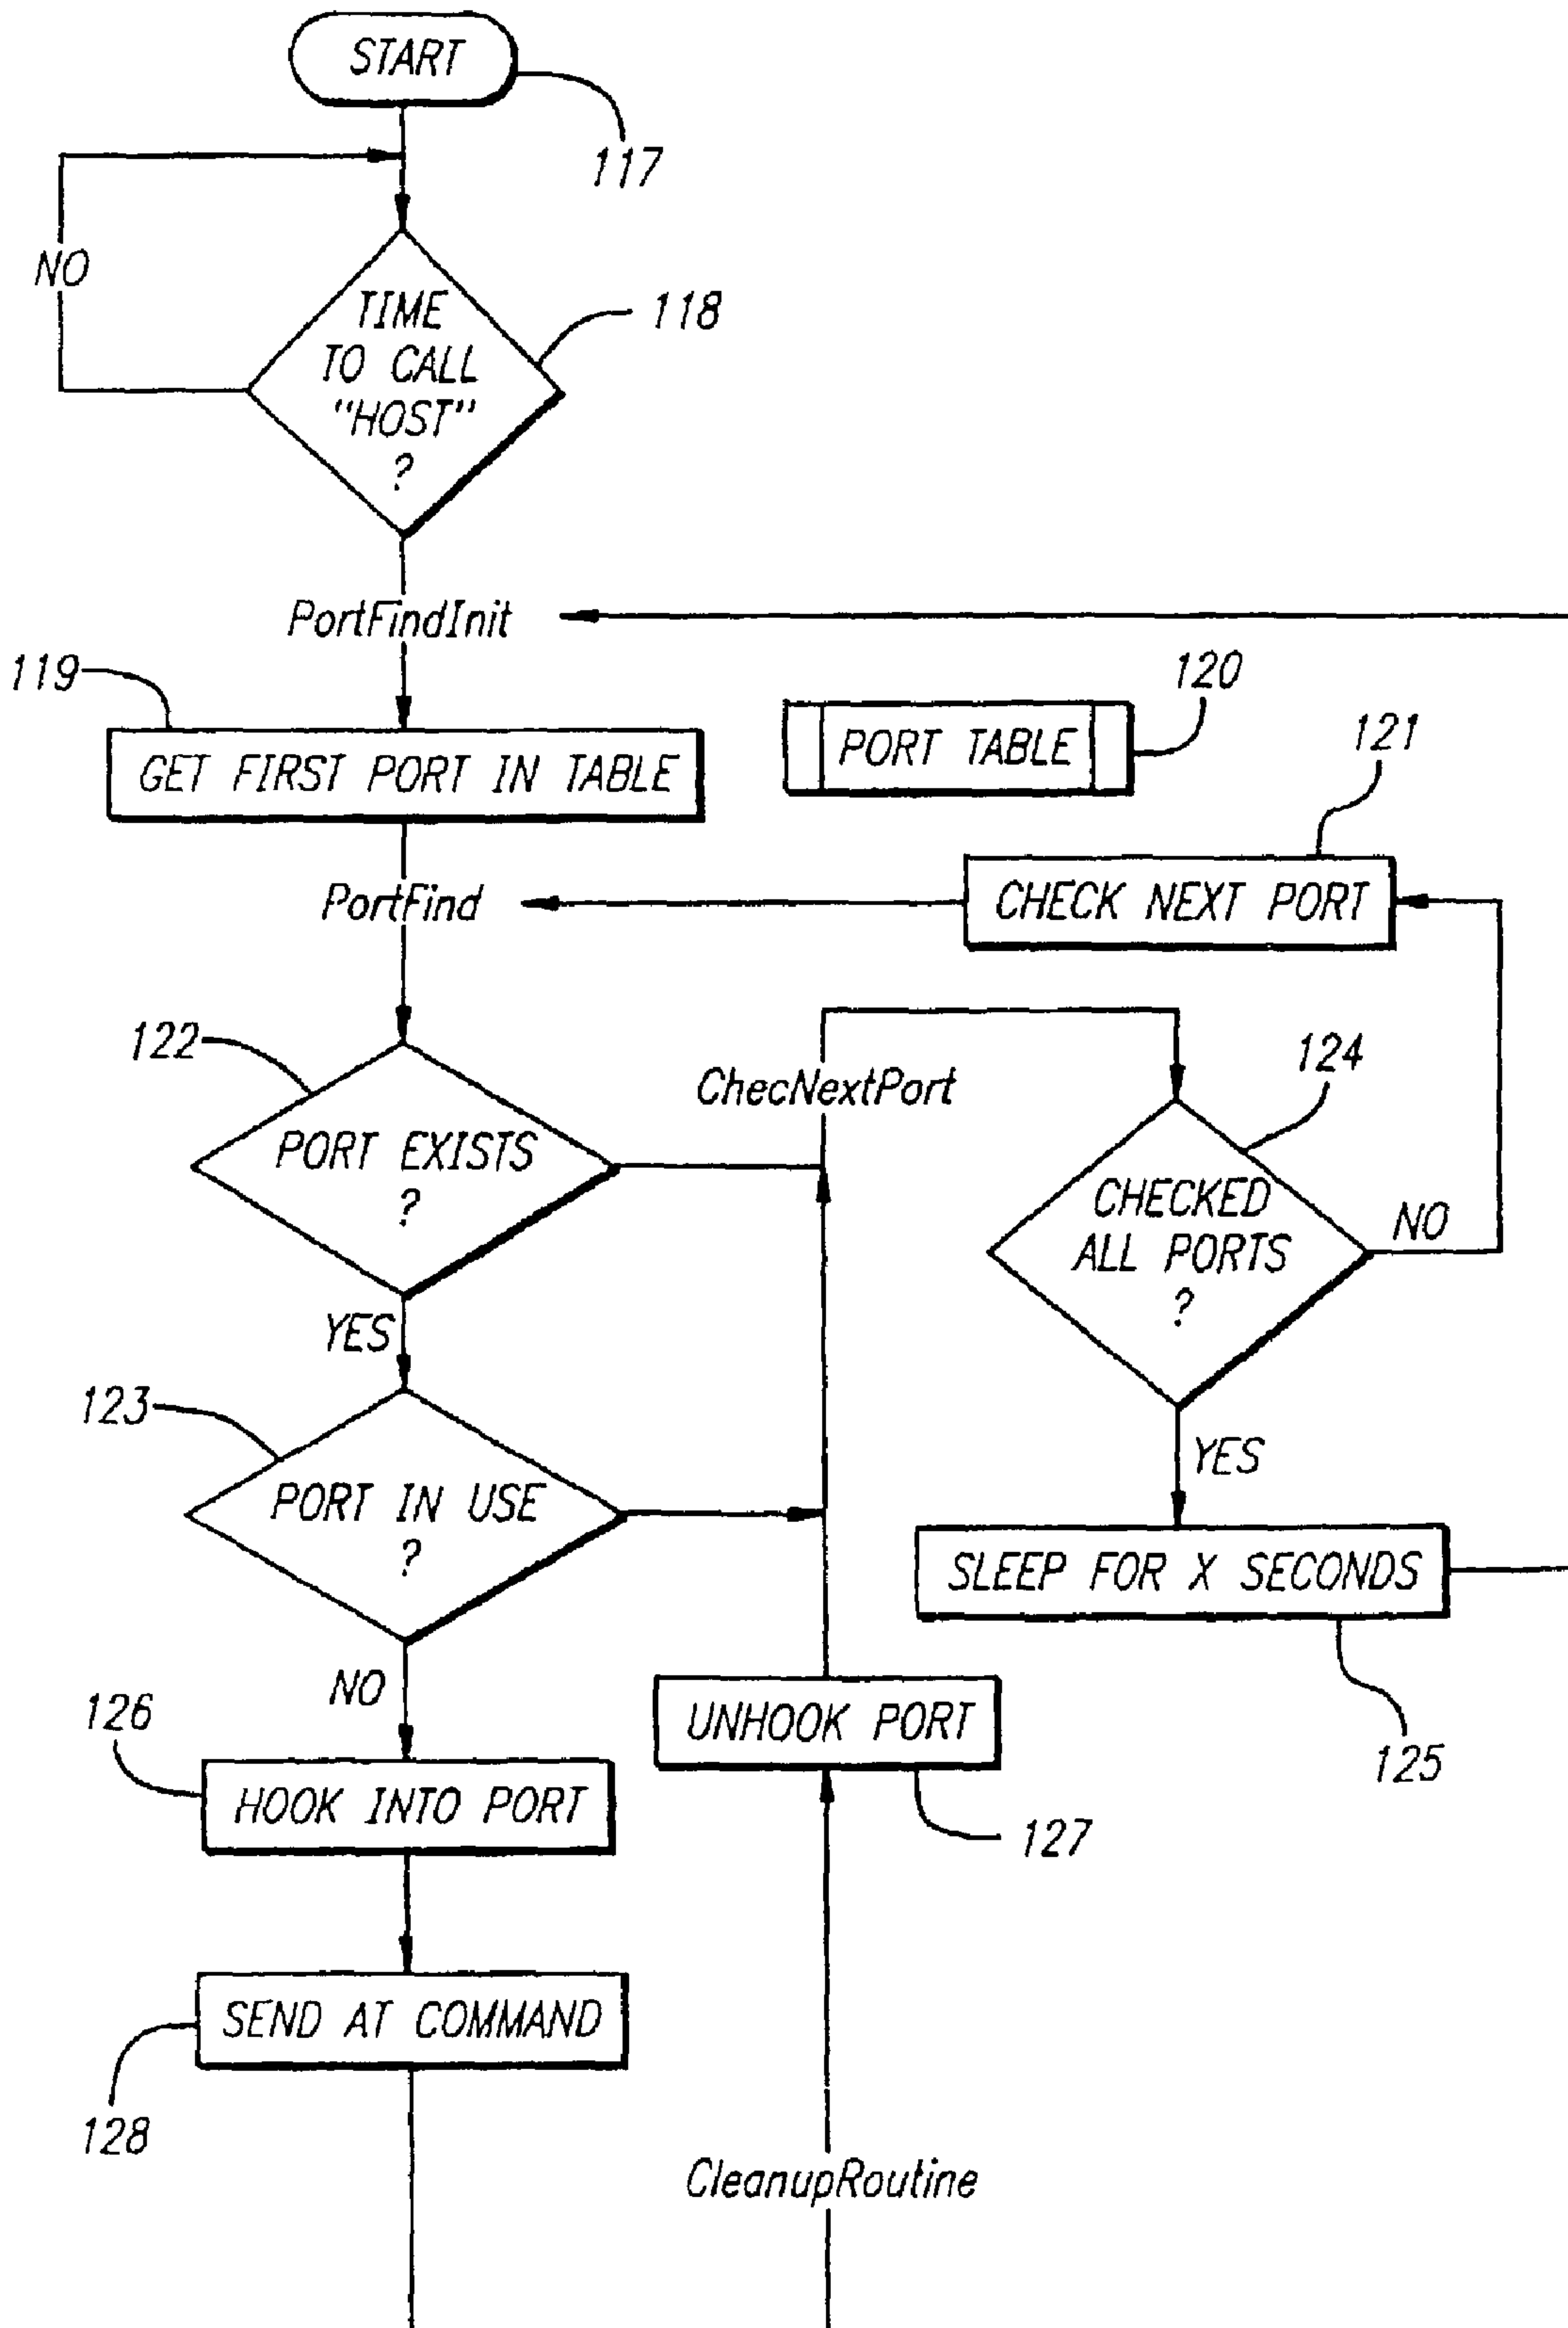 START
117
NO
TIME
TO CALL
"HOST"
?
118
PortFindInit
119
120
GET FIRST PORT IN TABLE
PORT TABLE
121
PortFind
CHECK NEXT PORT
122
ChecNextPort
124
PORT EXISTS
?
CHECKED
ALL PORTS
?
NO
YES
123
YES
PORT IN USE
?
SLEEP FOR X SECONDS
NO
126
UNHOOK PORT
125
HOOK INTO PORT
127
SEND AT COMMAND
128
CleanupRoutine